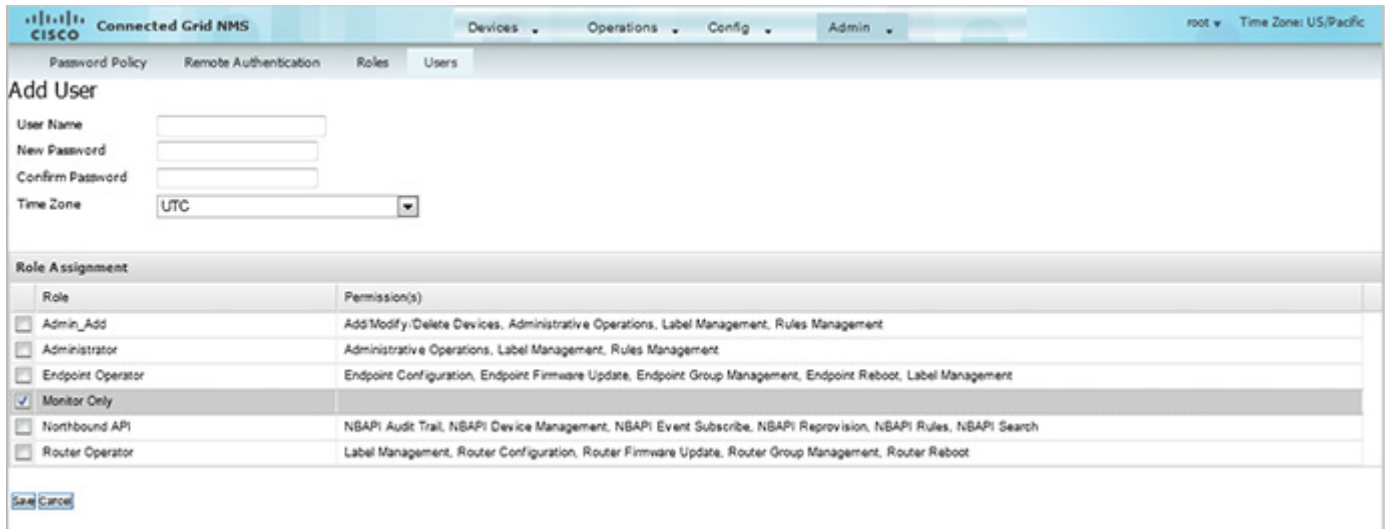 CISCO Connected Grid NMS Devices Operations Config Admin root Time Zone: US/Pacific
Password Policy Remote Authentication Roles Users
Add User
User Name
New Password
Confirm Password
Time Zone UTC
Role Assignment
Role Permission(s)
Admin_Add Add/Modify/Delete Devices, Administrative Operations, Label Management, Rules Management
Administrator Administrative Operations, Label Management, Rules Management
Endpoint Operator Endpoint Configuration, Endpoint Firmware Update, Endpoint Group Management, Endpoint Reboot, Label Management
Monitor Only
Northbound API NBAPI Audit Trail, NBAPI Device Management, NBAPI Event Subscribe, NBAPI Reprovision, NBAPI Rules, NBAPI Search
Router Operator Label Management, Router Configuration, Router Firmware Update, Router Group Management, Router Reboot
Save Cancel